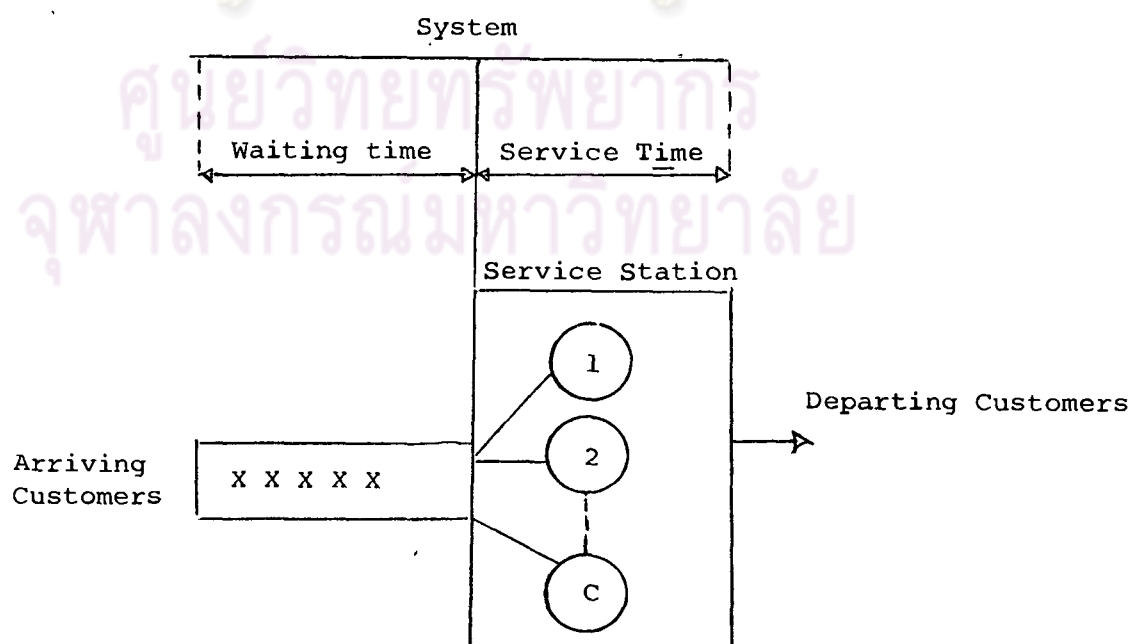 System
ศูนย์วิทยทรัพยากร
Waiting time
Service Time
จุฬาลงกรณ์มหาวิทยาลัย
Service Station
1
Departing Customers
2
Arriving
Customers
X X X X X
C